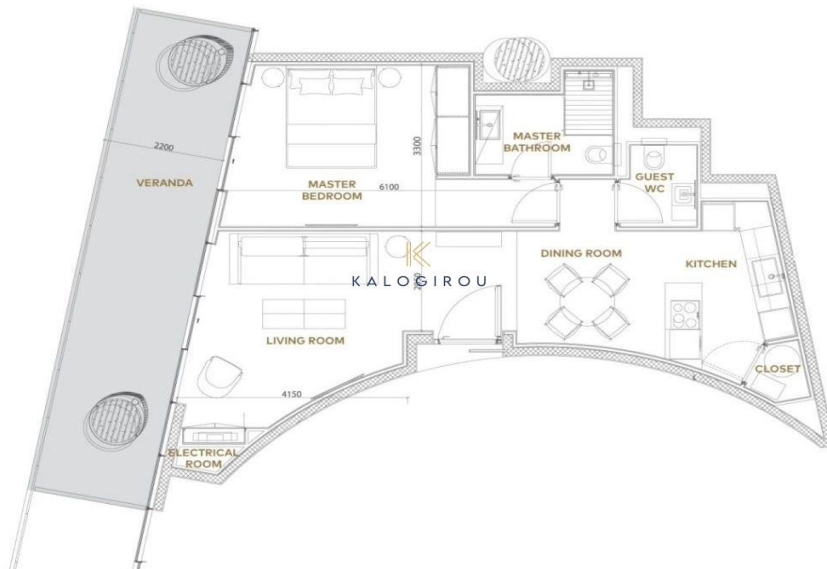 MASTER
BATHROOM
2200
3300
GUEST
WC
VERANDA
MASTER
BEDROOM
6100
DINING ROOM
KITCHEN
KALOGIROU
LIVING ROOM
CLOSET
4150
ELECTRICAL
ROOM